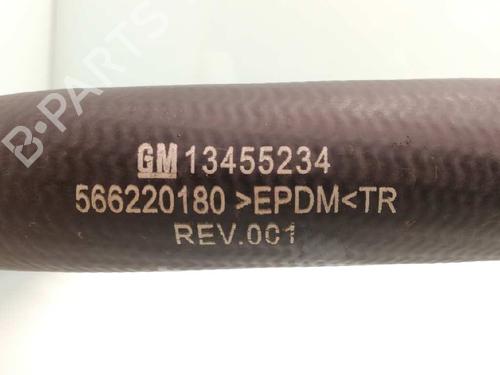 GM 13455234
566220180 >EPDM<TR
REV.001
B-PARTS